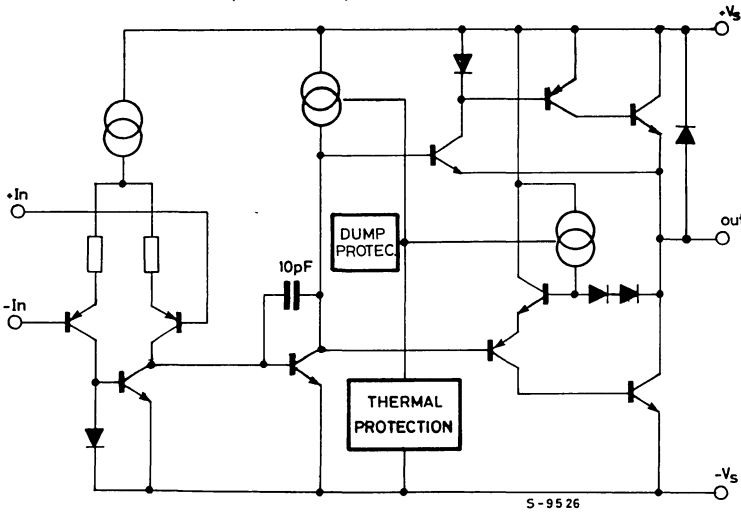 +Vs
+In
out
DUMP
PROTEC.
10pF
-In
THERMAL
PROTECTION
-Vs
S-9526